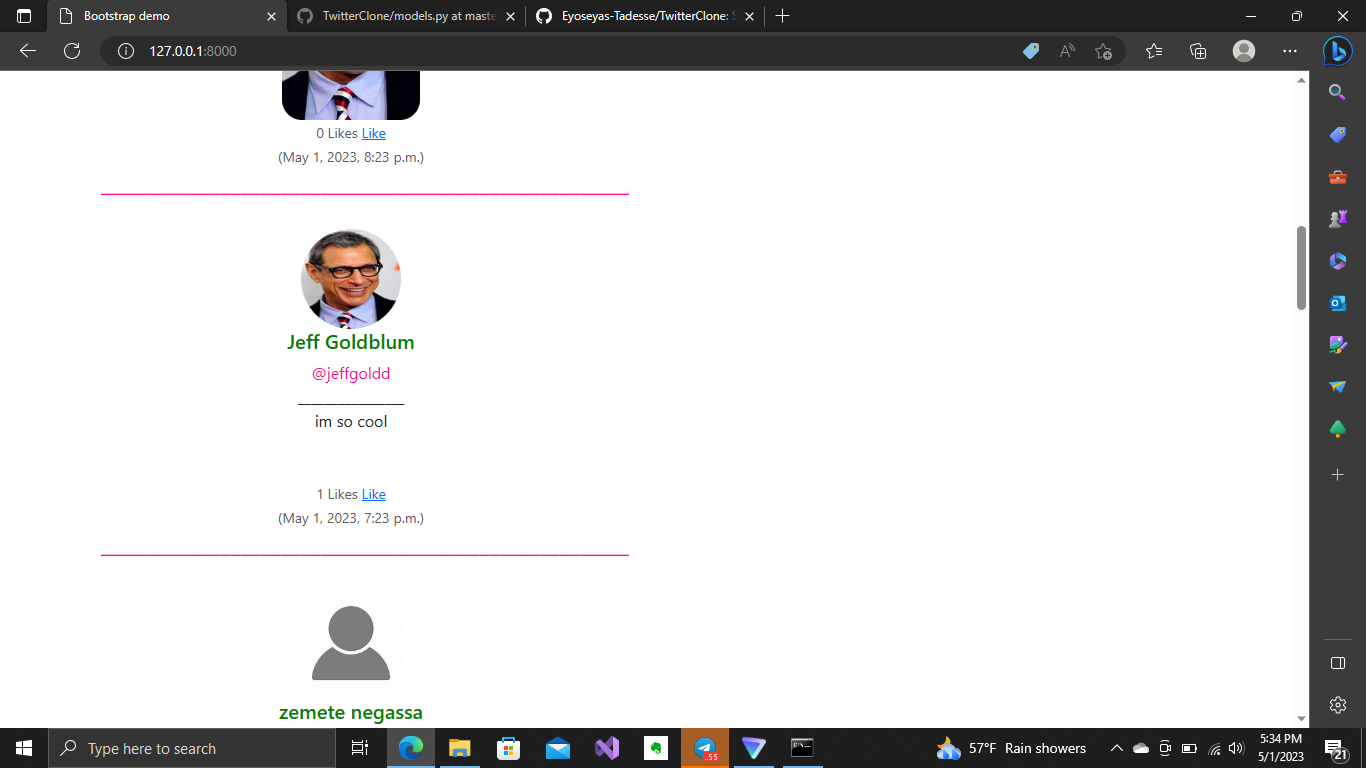 Bootstrap demo
TwitterClone/models.py at maste
Eyoseyas-Tadesse/TwitterClone:
127.0.0.1:8000
0 Likes Like
(May 1, 2023, 8:23 p.m.)
Jeff Goldblum
@jeffgoldd
________________
im so cool
1 Likes Like
(May 1, 2023, 7:23 p.m.)
zemete negassa
Type here to search
.55
57°F Rain showers
5:34 PM
5/1/2023
21